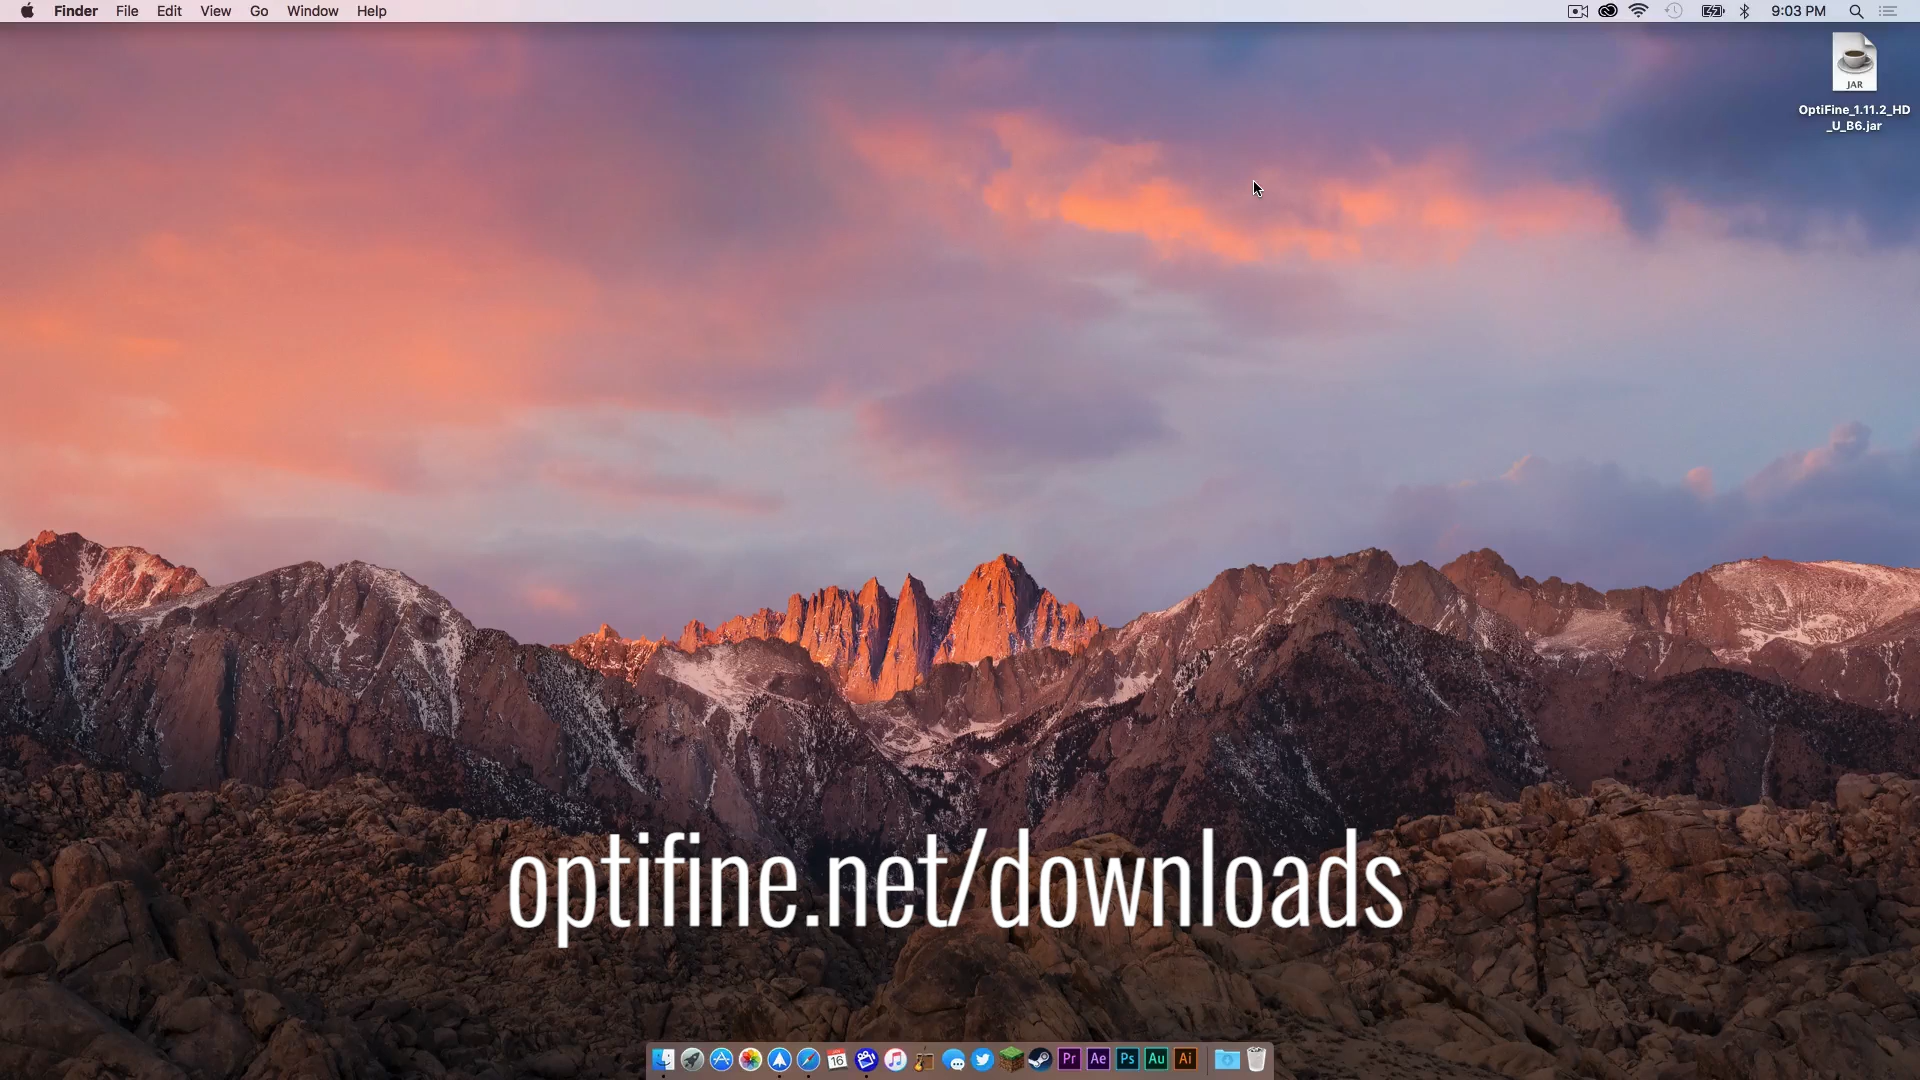 Finder File Edit View Go Window Help 9:03 PM
JAR
OptiFine_1.11.2_HD
_U_B6.jar
optifine.net/downloads
16 Pr Ae Ps Au Ai